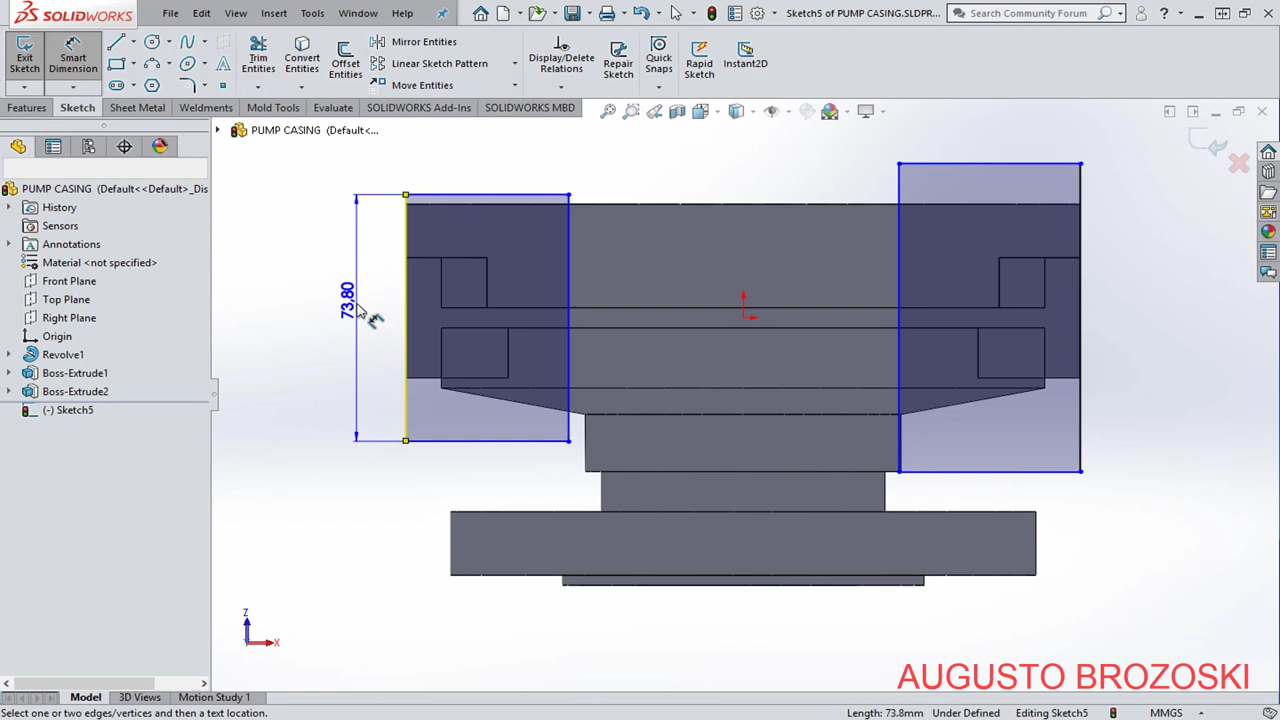 SOLIDWORKS File Edit View Insert Tools Window Help Sketch5 of PUMP CASING.SLDPR... Search Community Forum
Exit Sketch
Smart Dimension
Trim Entities
Convert Entities
Offset Entities
Mirror Entities
Linear Sketch Pattern
Move Entities
Display/Delete Relations
Repair Sketch
Quick Snaps
Rapid Sketch
Instant2D
Features Sketch Sheet Metal Weldments Mold Tools Evaluate SOLIDWORKS Add-Ins SOLIDWORKS MBD
PUMP CASING (Default<...
PUMP CASING (Default<<Default>_Dis
History
Sensors
Annotations
Material <not specified>
Front Plane
Top Plane
Right Plane
Origin
Revolve1
Boss-Extrude1
Boss-Extrude2
(-) Sketch5
73,80
Z
X
AUGUSTO BROZOSKI
Model 3D Views Motion Study 1
Select one or two edges/vertices and then a text location. Length: 73.8mm Under Defined Editing Sketch5 MMGS